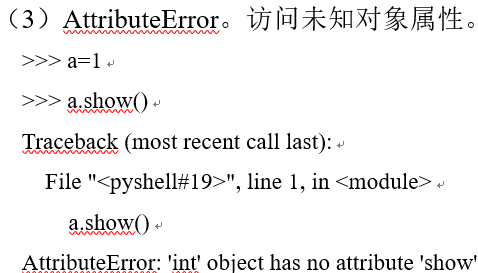 （3）AttributeError。访问未知对象属性。
>>> a=1
>>> a.show()
Traceback (most recent call last):
File "<pyshell#19>", line 1, in <module>
a.show()
AttributeError: 'int' object has no attribute 'show'